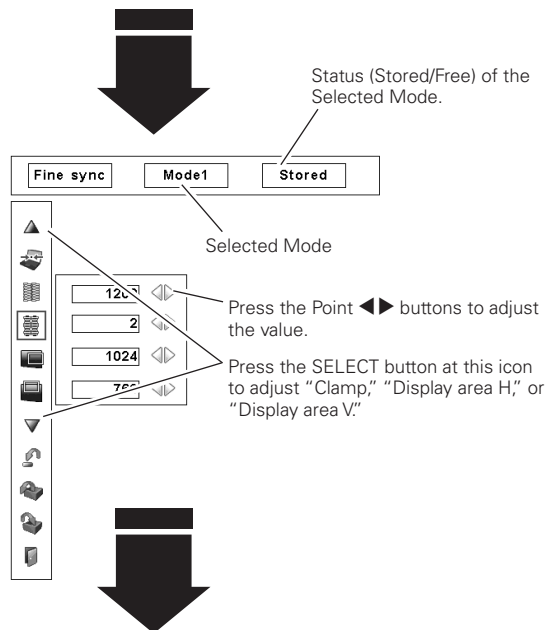 Status (Stored/Free) of the
Selected Mode.
Fine sync Mode1 Stored
Selected Mode
Press the Point ◀▶ buttons to adjust
the value.
2
1024
Press the SELECT button at this icon
to adjust “Clamp,” “Display area H,” or
“Display area V.”